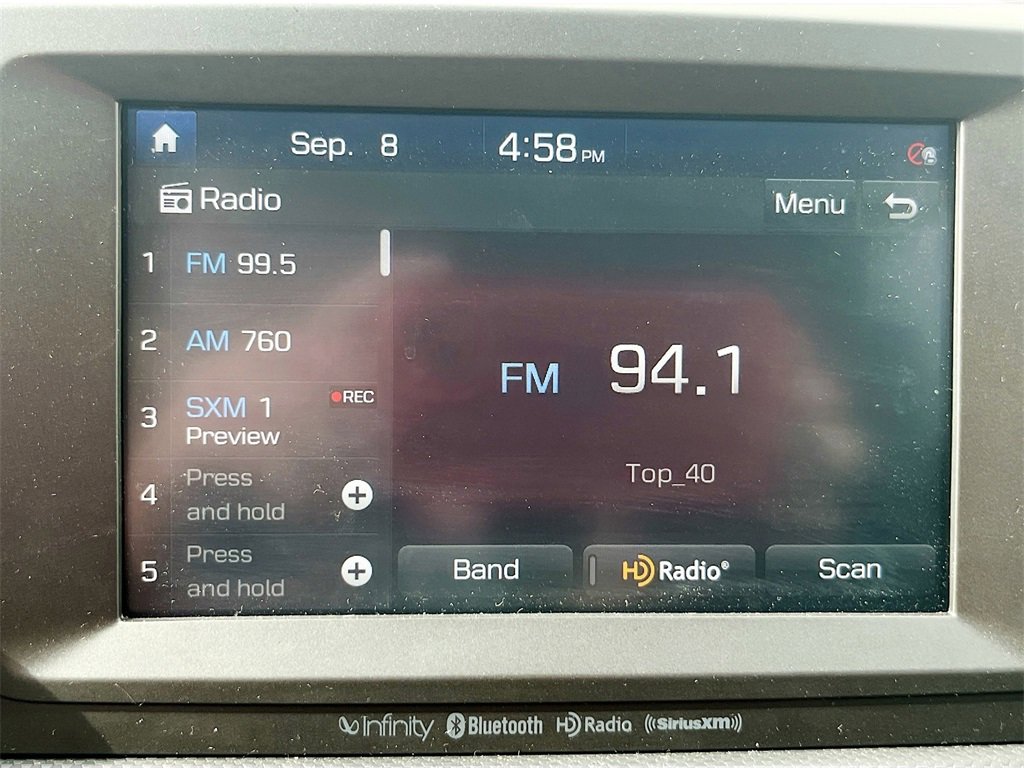 Sep. 8 4:58 PM
Radio Menu
1 FM 99.5
2 AM 760
3 SXM 1 REC
Preview
4 Press
and hold
5 Press
and hold
FM 94.1
Top_40
Band HD Radio® Scan
Infinity Bluetooth HD Radio ((SiriusXM))